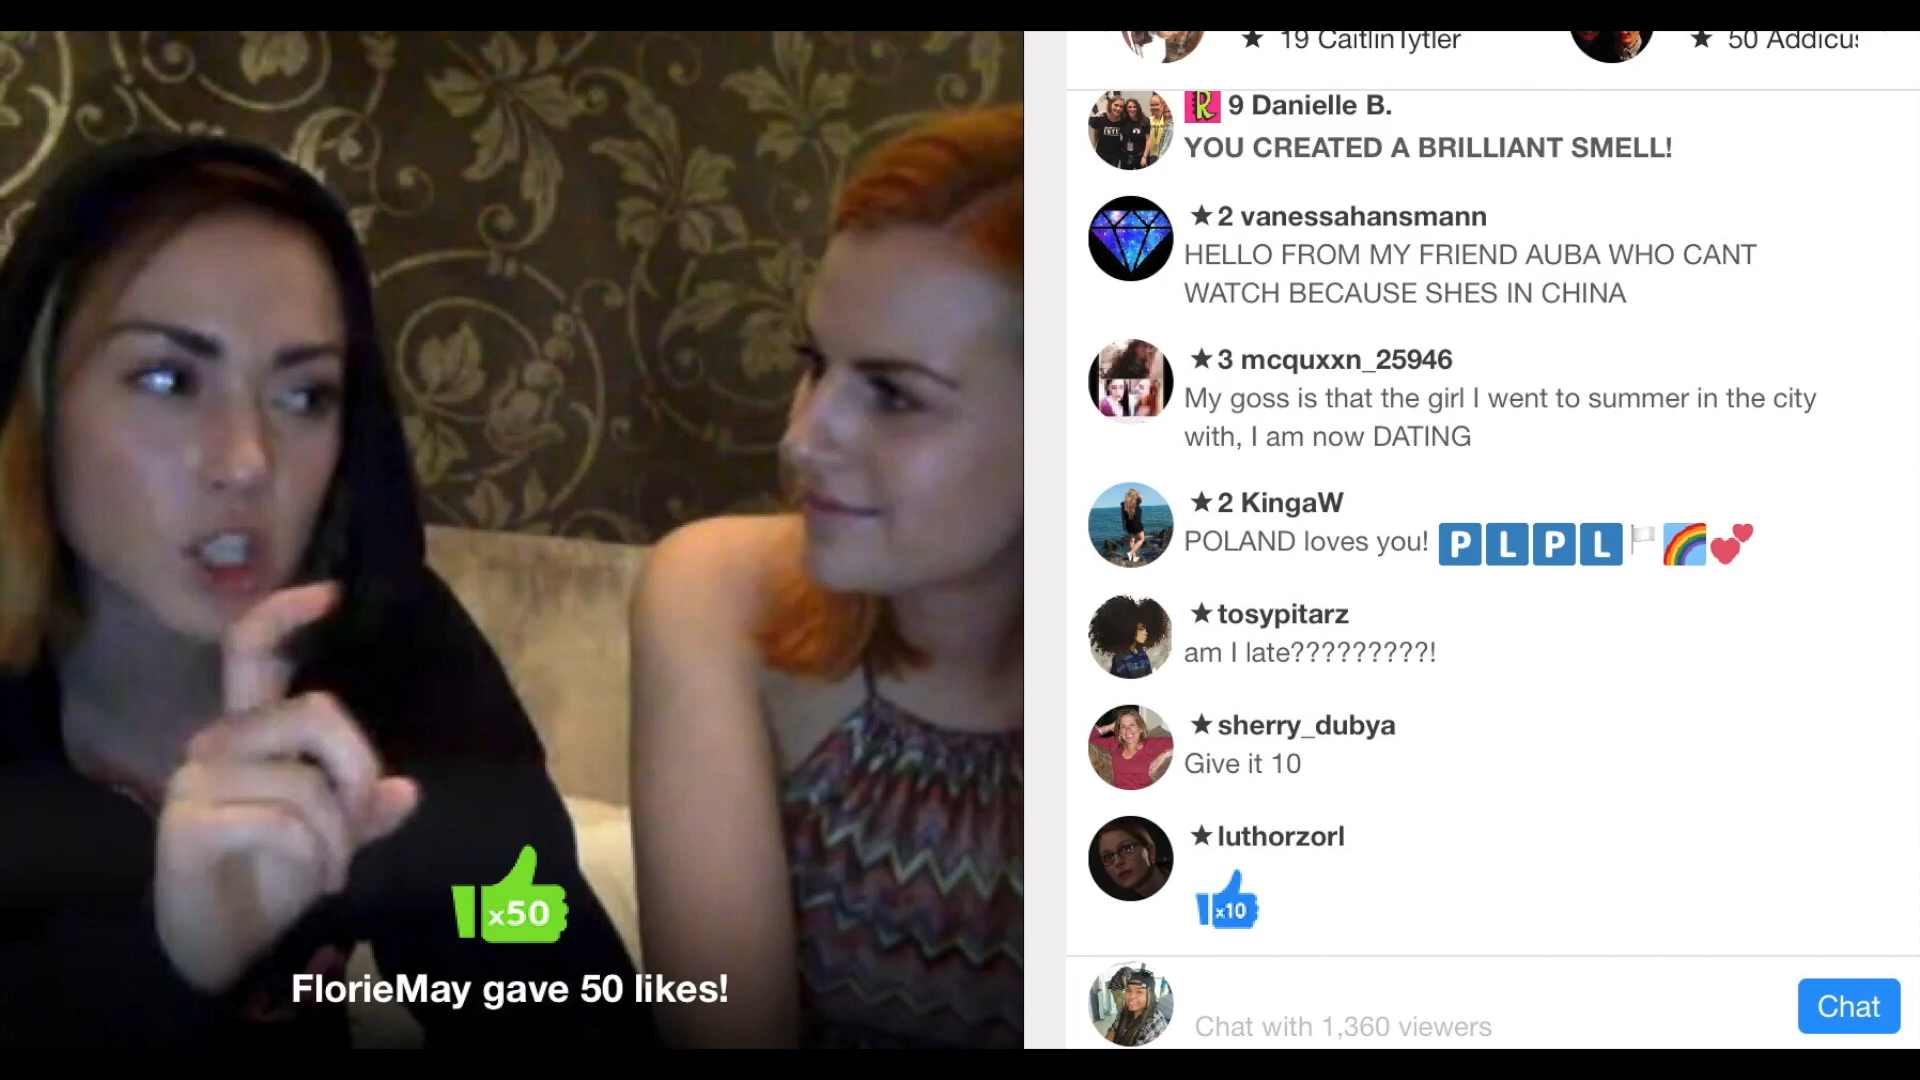 ★ 19 CaitlinTytler
★ 50 Addicus
R 9 Danielle B.
YOU CREATED A BRILLIANT SMELL!
★2 vanessahansmann
HELLO FROM MY FRIEND AUBA WHO CANT
WATCH BECAUSE SHES IN CHINA
★3 mcquxxn_25946
My goss is that the girl I went to summer in the city
with, I am now DATING
★2 KingaW
POLAND loves you! 🇵​🇱​🇵​🇱 🏳🌈💕
★tosypitarz
am I late?????????!
★sherry_dubya
Give it 10
★luthorzorl
x10
x50
FlorieMay gave 50 likes!
Chat with 1,360 viewers
Chat